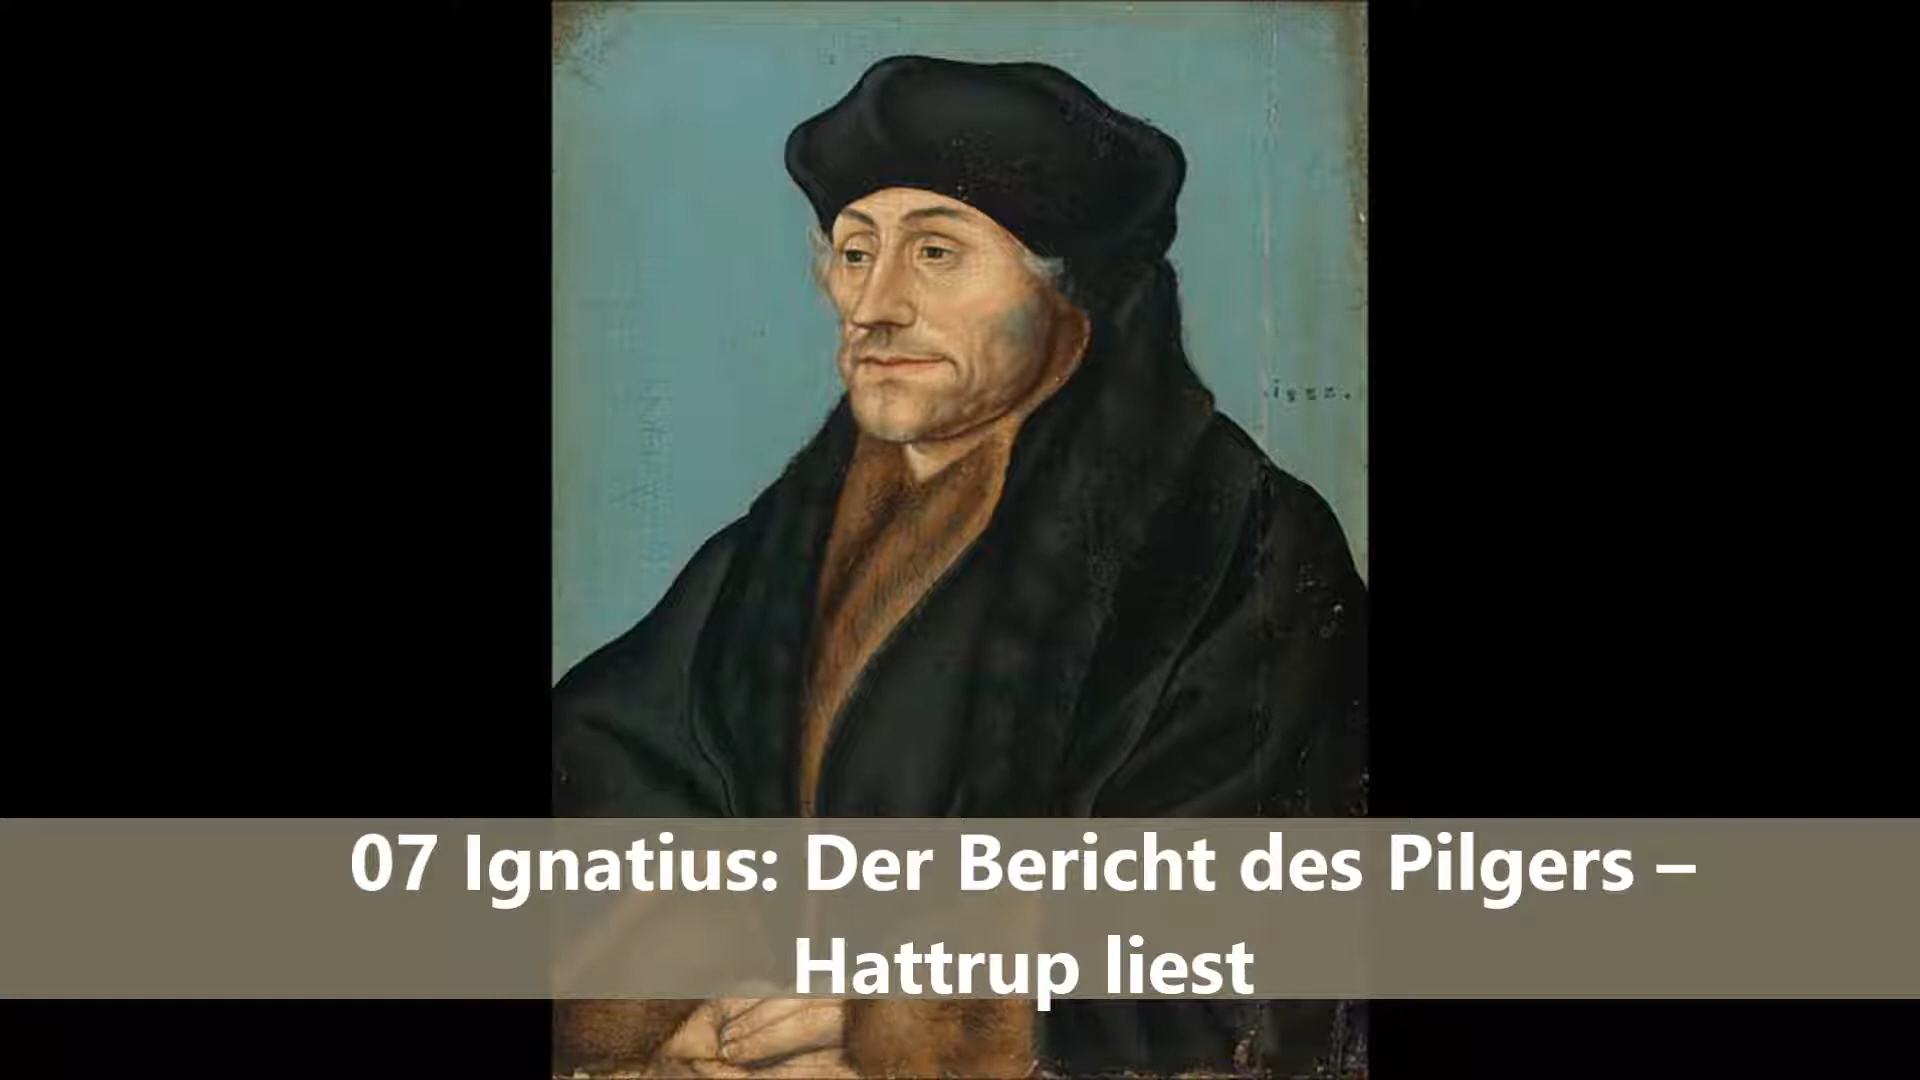 07 Ignatius: Der Bericht des Pilgers –
Hattrup liest